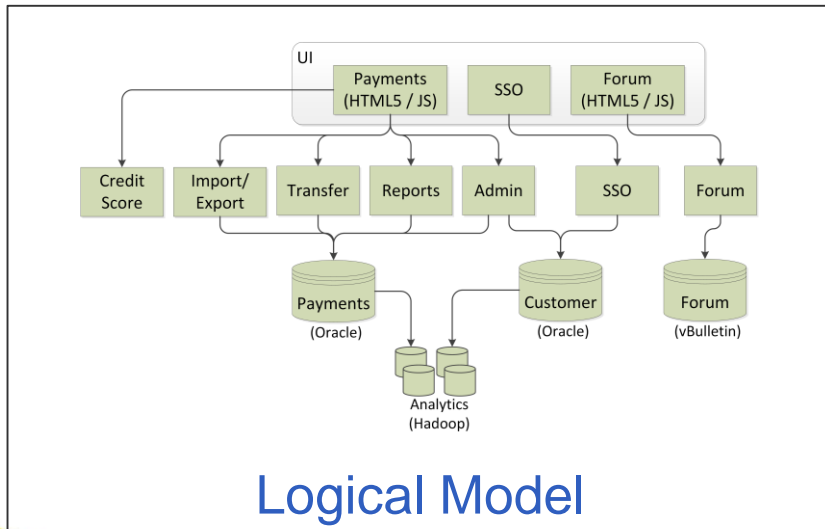 UI
Payments
(HTML5 / JS)
SSO
Forum
(HTML5 / JS)
Credit
Score
Import/
Export
Transfer
Reports
Admin
SSO
Forum
Payments
(Oracle)
Customer
(Oracle)
Forum
(vBulletin)
Analytics
(Hadoop)
Logical Model